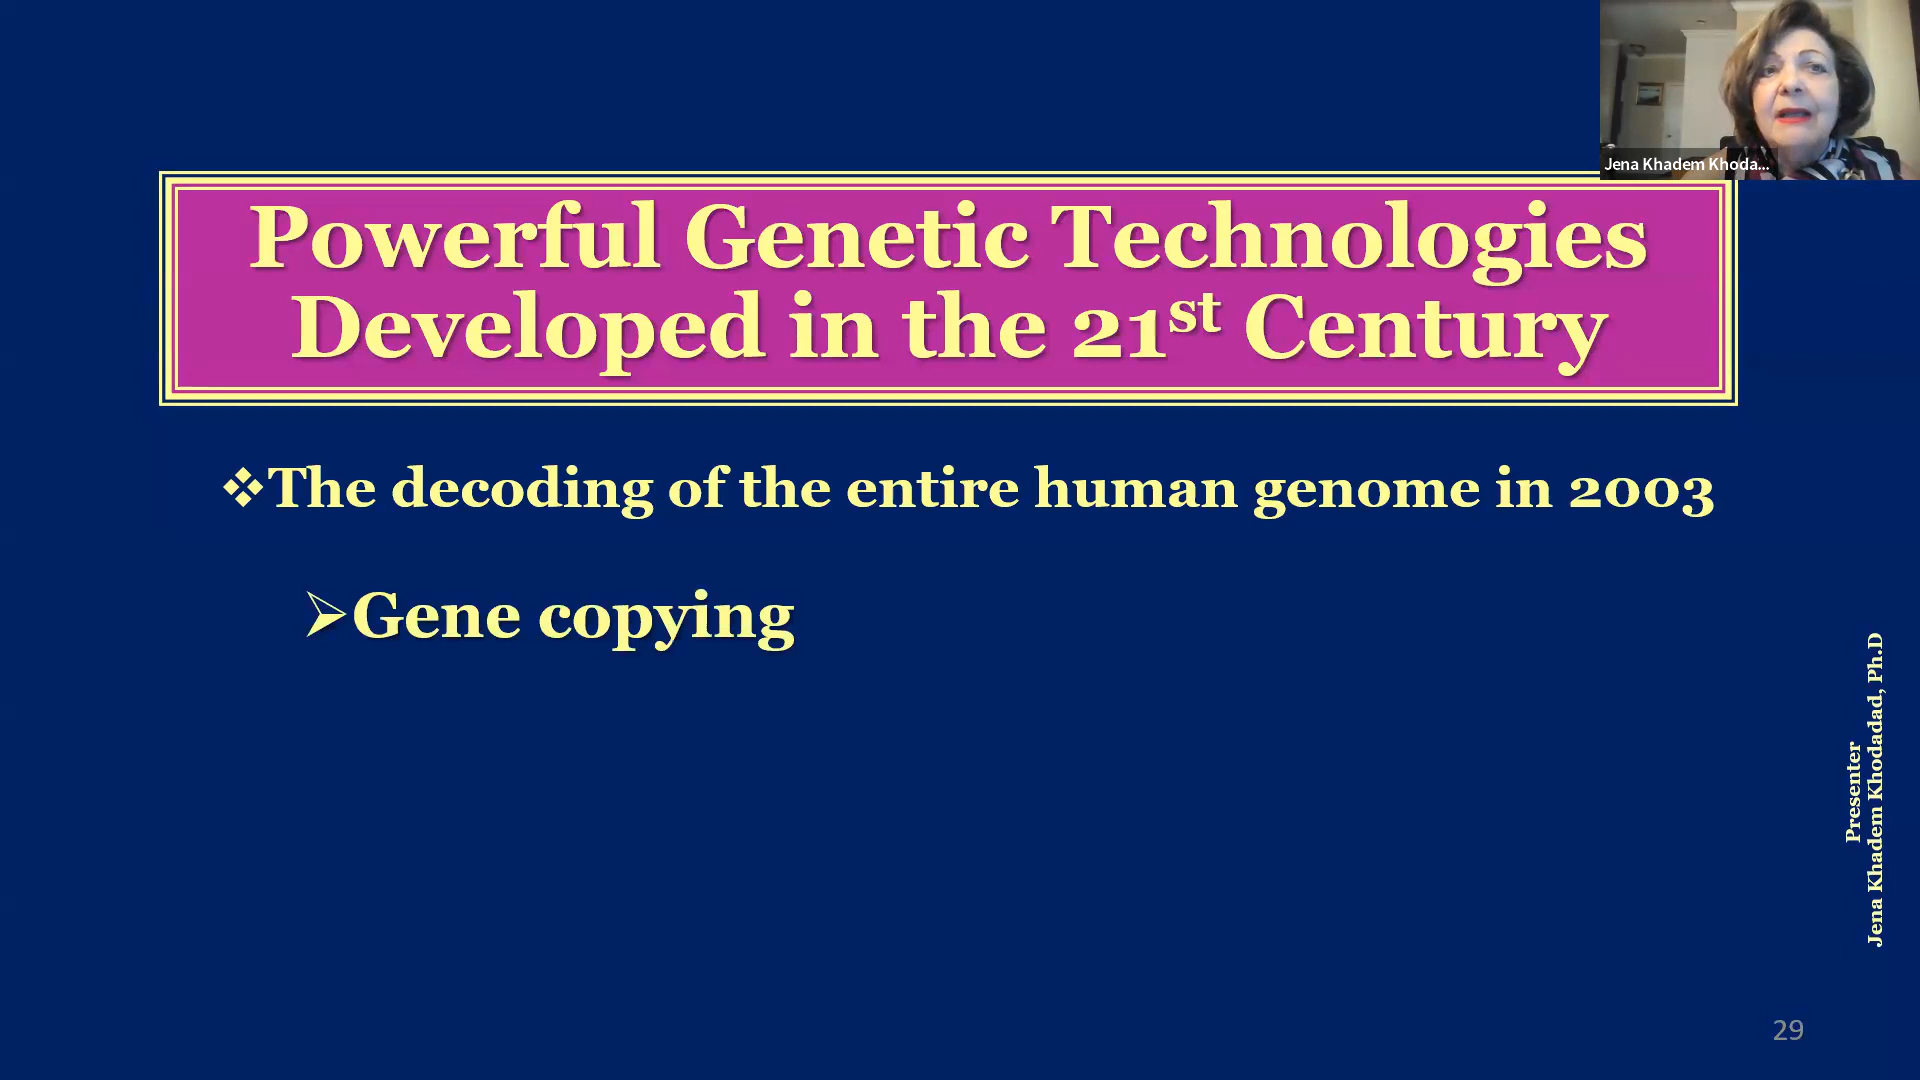 Jena Khadem Khoda...
Powerful Genetic Technologies
Developed in the 21st Century
❖The decoding of the entire human genome in 2003
➢Gene copying
Presenter
Jena Khadem Khodadad, Ph.D
29